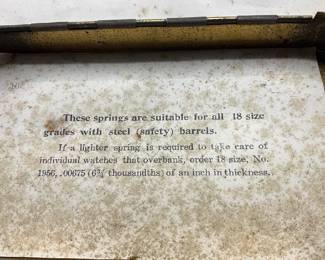 These springs are suitable for all 18 size
grades with steel (safety) barrels.
If a lighter spring is required to take care of
individual watches that overbank, order 18 size, No.
1956, .00675 (6¾ thousandths) of an inch in thickness.